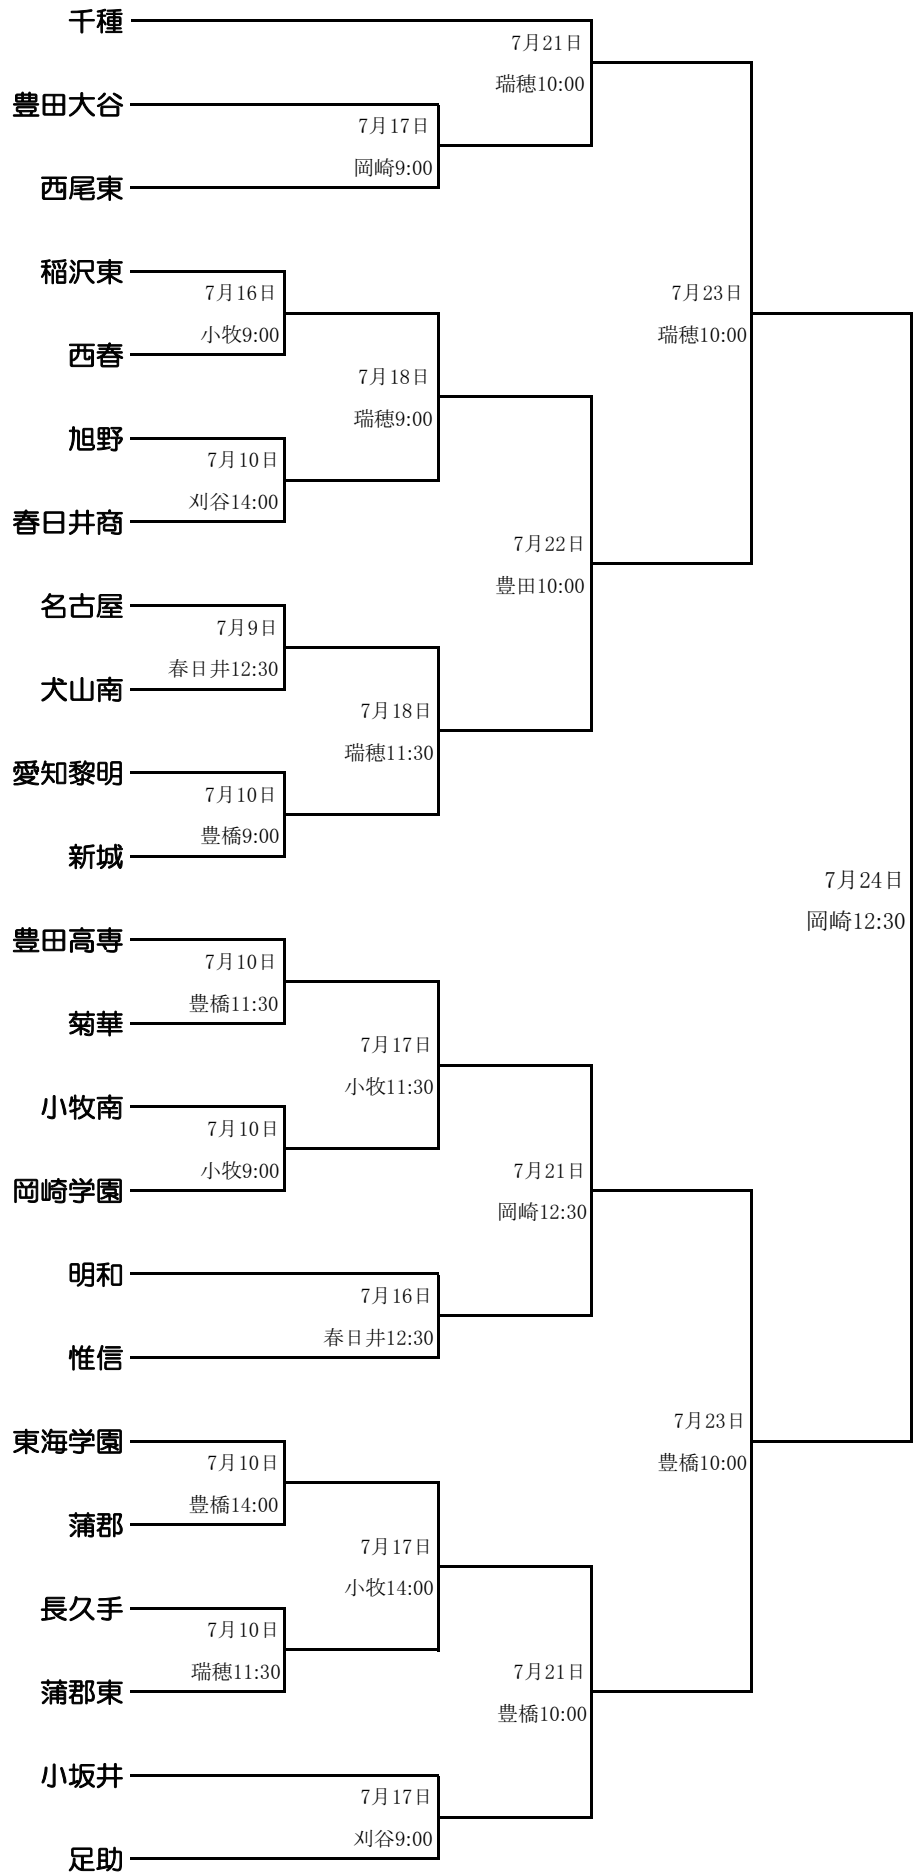 千種
7月21日
瑞穂10:00
豊田大谷
7月17日
岡崎9:00
西尾東
稲沢東
7月16日
小牧9:00
7月23日
瑞穂10:00
西春
7月18日
瑞穂9:00
旭野
7月10日
刈谷14:00
春日井商
7月22日
豊田10:00
名古屋
7月9日
春日井12:30
犬山南
7月18日
瑞穂11:30
愛知黎明
7月10日
豊橋9:00
新城
7月24日
岡崎12:30
豊田高専
7月10日
豊橋11:30
菊華
7月17日
小牧11:30
小牧南
7月10日
小牧9:00
7月21日
岡崎12:30
岡崎学園
明和
7月16日
春日井12:30
惟信
7月23日
豊橋10:00
東海学園
7月10日
豊橋14:00
蒲郡
7月17日
小牧14:00
長久手
7月10日
瑞穂11:30
7月21日
豊橋10:00
蒲郡東
小坂井
7月17日
刈谷9:00
足助